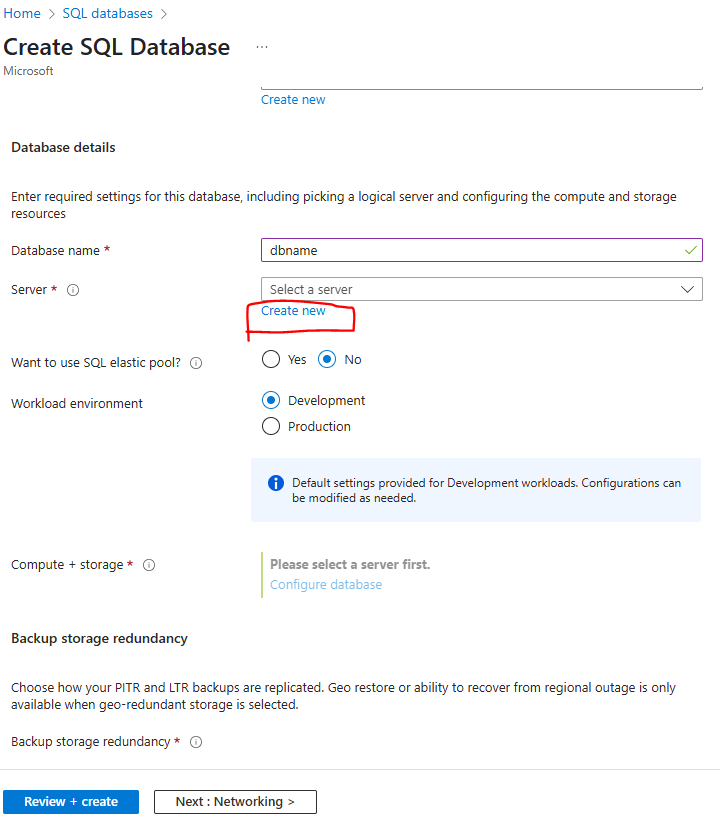 Home > SQL databases >
Create SQL Database ...
Microsoft
Create new
Database details
Enter required settings for this database, including picking a logical server and configuring the compute and storage
resources
Database name *
dbname
Server *
Select a server
Create new
Want to use SQL elastic pool?
Yes No
Workload environment
Development
Production
Default settings provided for Development workloads. Configurations can
be modified as needed.
Compute + storage *
Please select a server first.
Configure database
Backup storage redundancy
Choose how your PITR and LTR backups are replicated. Geo restore or ability to recover from regional outage is only
available when geo-redundant storage is selected.
Backup storage redundancy *
Review + create
Next : Networking >